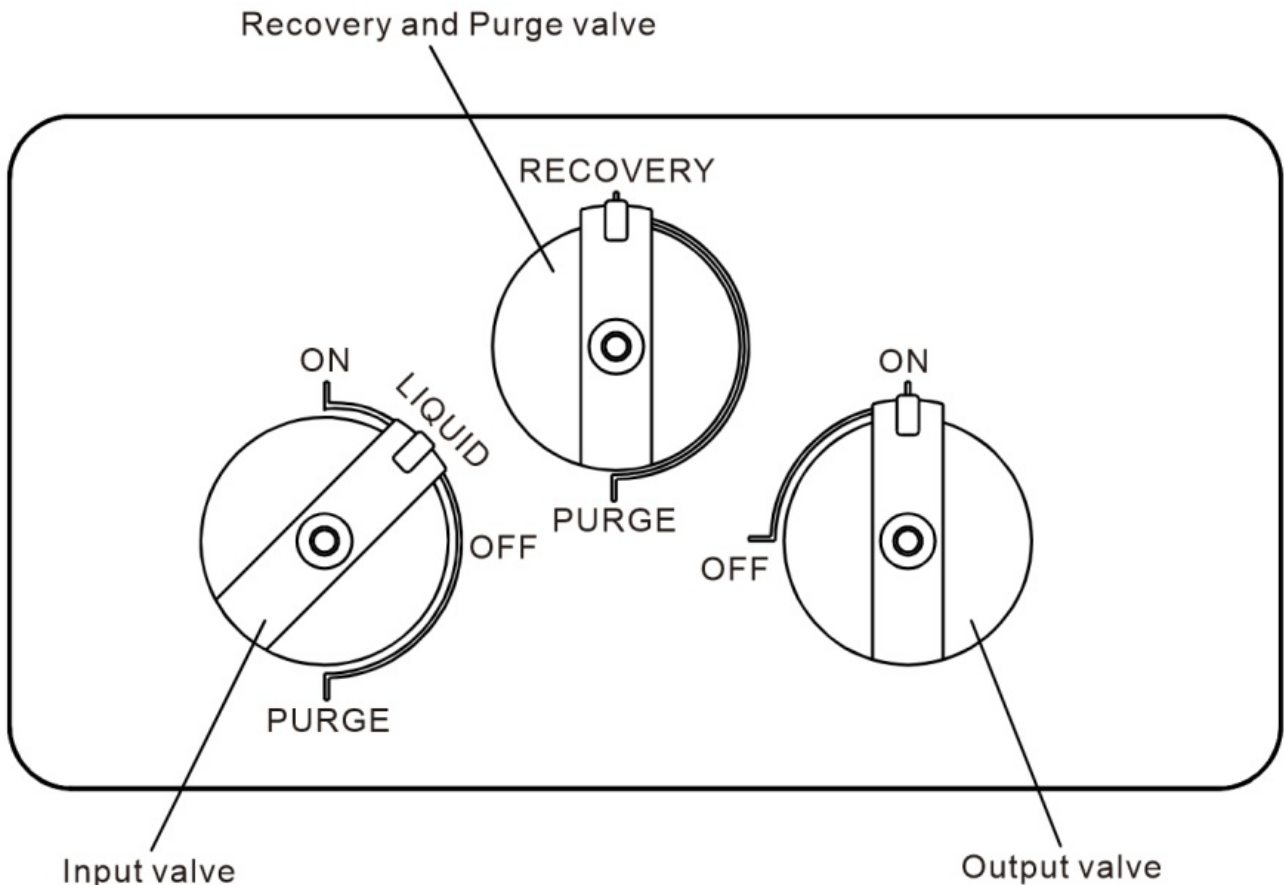 Recovery and Purge valve
RECOVERY
PURGE
ON
LIQUID
OFF
PURGE
ON
OFF
Input valve
Output valve